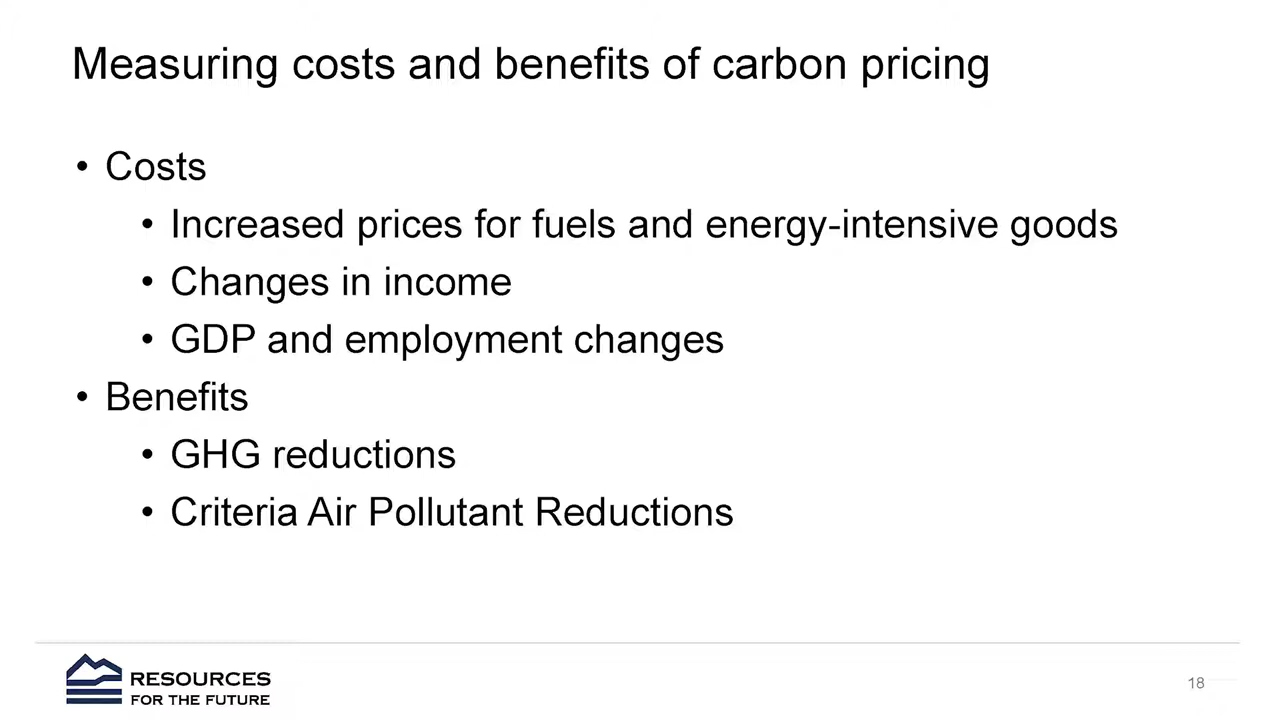 Measuring costs and benefits of carbon pricing
• Costs
• Increased prices for fuels and energy-intensive goods
• Changes in income
• GDP and employment changes
• Benefits
• GHG reductions
• Criteria Air Pollutant Reductions
RESOURCES
FOR THE FUTURE
18